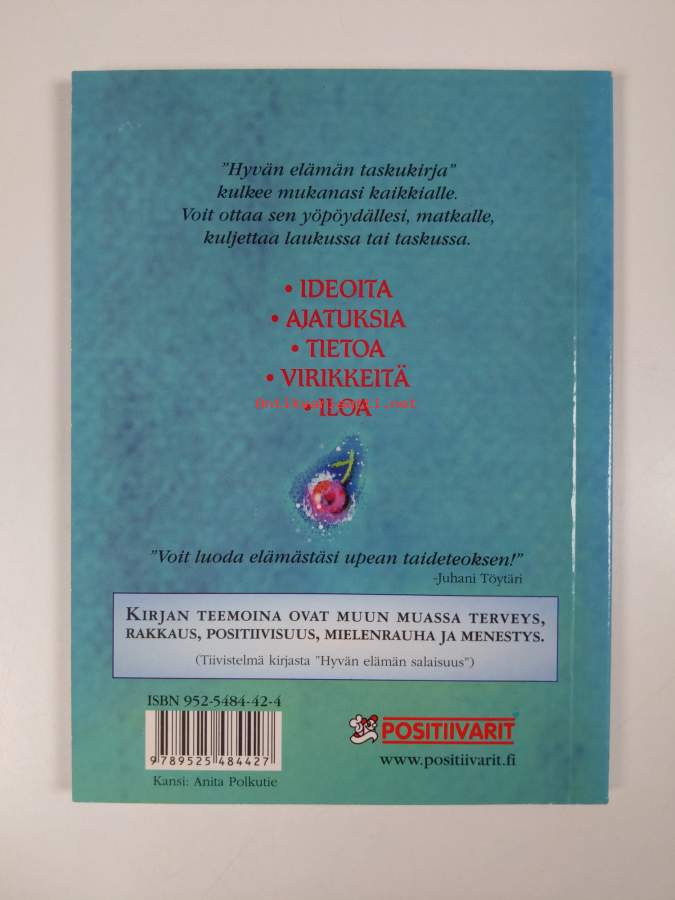 "Hyvän elämän taskukirja"
kulkee mukanasi kaikkialle.
Voit ottaa sen yöpöydällesi, matkalle,
kuljettaa laukussa tai taskussa.
• IDEOITA
• AJATUKSIA
• TIETOA
• VIRIKKEITÄ
• ILOA
"Voit luoda elämästäsi upean taideteoksen!"
-Juhani Töytäri
KIRJAN TEEMOINA OVAT MUUN MUASSA TERVEYS,
RAKKAUS, POSITIIVISUUS, MIELENRAUHA JA MENESTYS.
(Tiivistelmä kirjasta "Hyvän elämän salaisuus")
ISBN 952-5484-42-4
9 789525 484427
Kansi: Anita Polkutie
POSITIIVARIT
www.positiivarit.fi